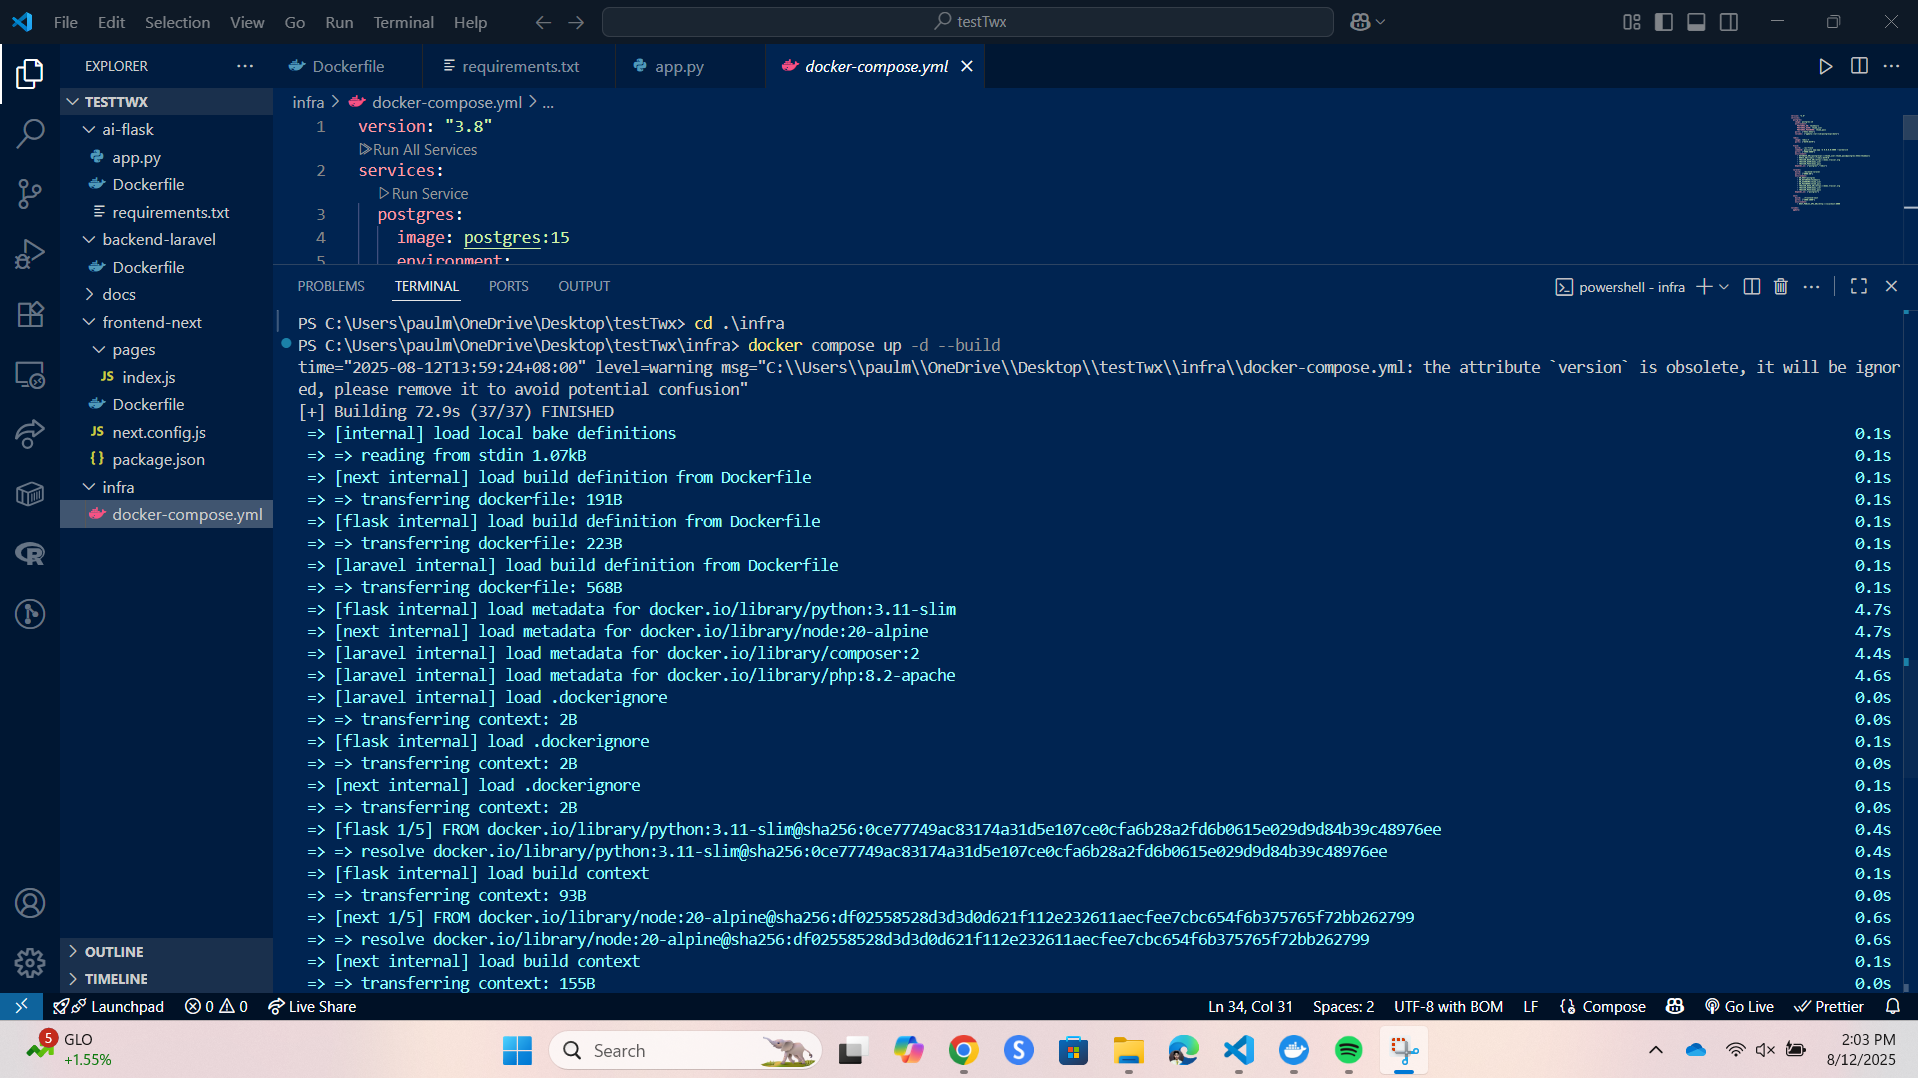 File Edit Selection View Go Run Terminal Help
testTwx
EXPLORER
Dockerfile
requirements.txt
app.py
docker-compose.yml
TESTTWX
ai-flask
app.py
Dockerfile
requirements.txt
backend-laravel
Dockerfile
docs
frontend-next
pages
JS index.js
Dockerfile
JS next.config.js
{} package.json
infra
docker-compose.yml
OUTLINE
TIMELINE
infra > docker-compose.yml > ...
1 version: "3.8"
Run All Services
2 services:
Run Service
3 postgres:
4 image: postgres:15
5 environment:
PROBLEMS TERMINAL PORTS OUTPUT
powershell - infra
PS C:\Users\paulm\OneDrive\Desktop\testTwx> cd .\infra
PS C:\Users\paulm\OneDrive\Desktop\testTwx\infra> docker compose up -d --build
time="2025-08-12T13:59:24+08:00" level=warning msg="C:\\Users\\paulm\\OneDrive\\Desktop\\testTwx\\infra\\docker-compose.yml: the attribute `version` is obsolete, it will be ignor
ed, please remove it to avoid potential confusion"
[+] Building 72.9s (37/37) FINISHED
=> [internal] load local bake definitions 0.1s
=> => reading from stdin 1.07kB 0.1s
=> [next internal] load build definition from Dockerfile 0.1s
=> => transferring dockerfile: 191B 0.1s
=> [flask internal] load build definition from Dockerfile 0.1s
=> => transferring dockerfile: 223B 0.1s
=> [laravel internal] load build definition from Dockerfile 0.1s
=> => transferring dockerfile: 568B 0.1s
=> [flask internal] load metadata for docker.io/library/python:3.11-slim 4.7s
=> [next internal] load metadata for docker.io/library/node:20-alpine 4.7s
=> [laravel internal] load metadata for docker.io/library/composer:2 4.4s
=> [laravel internal] load metadata for docker.io/library/php:8.2-apache 4.6s
=> [laravel internal] load .dockerignore 0.0s
=> => transferring context: 2B 0.0s
=> [flask internal] load .dockerignore 0.1s
=> => transferring context: 2B 0.0s
=> [next internal] load .dockerignore 0.1s
=> => transferring context: 2B 0.0s
=> [flask 1/5] FROM docker.io/library/python:3.11-slim@sha256:0ce77749ac83174a31d5e107ce0cfa6b28a2fd6b0615e029d9d84b39c48976ee 0.4s
=> => resolve docker.io/library/python:3.11-slim@sha256:0ce77749ac83174a31d5e107ce0cfa6b28a2fd6b0615e029d9d84b39c48976ee 0.4s
=> [flask internal] load build context 0.1s
=> => transferring context: 93B 0.0s
=> [next 1/5] FROM docker.io/library/node:20-alpine@sha256:df02558528d3d3d0d621f112e232611aecfee7cbc654f6b375765f72bb262799 0.6s
=> => resolve docker.io/library/node:20-alpine@sha256:df02558528d3d3d0d621f112e232611aecfee7cbc654f6b375765f72bb262799 0.6s
=> [next internal] load build context 0.1s
=> => transferring context: 155B 0.0s
Launchpad 0 0 Live Share
Ln 34, Col 31 Spaces: 2 UTF-8 with BOM LF Compose Go Live Prettier
5
GLO
+1.55%
Search
S
2:03 PM
8/12/2025